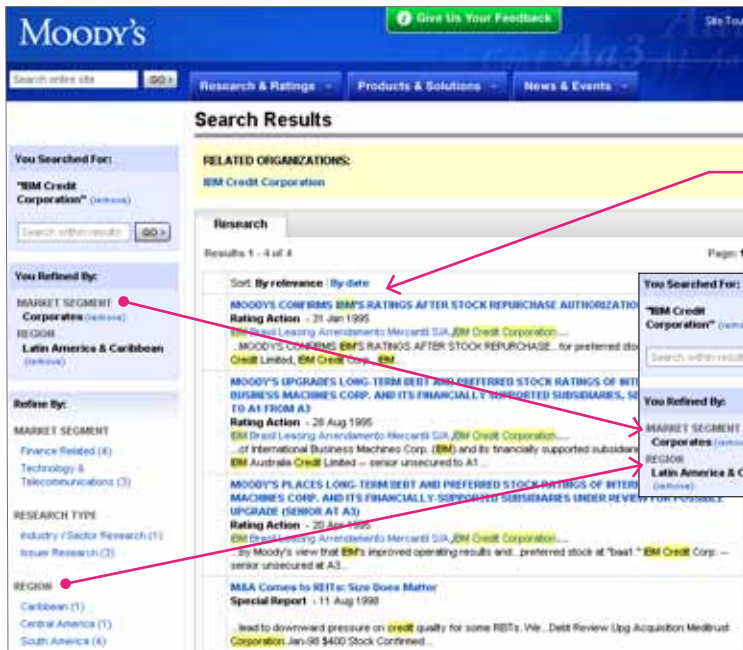 MOODY'S
Give Us Your Feedback
Site Tou
Search entire site
GO
Research & Ratings
Products & Solutions
News & Events
Search Results
You Searched For:
"IBM Credit
Corporation" (remove)
Search within results
GO
You Refined By:
MARKET SEGMENT
Corporates (remove)
REGION
Latin America & Caribbean
(remove)
Refine By:
MARKET SEGMENT
Finance Related (4)
Technology &
Telecommunications (3)
RESEARCH TYPE
Industry / Sector Research (1)
Issuer Research (3)
REGION
Caribbean (1)
Central America (1)
South America (4)
RELATED ORGANIZATIONS:
IBM Credit Corporation
Research
Results 1 - 4 of 4
Page: 1
Sort: By relevance | By date
MOODY'S CONFIRMS IBM'S RATINGS AFTER STOCK REPURCHASE AUTHORIZATIO
Rating Action - 31 Jan 1995
IBM Brasil Leasing Arrendamento Mercantil S/A, IBM Credit Corporation....
...MOODY'S CONFIRMS IBM'S RATINGS AFTER STOCK REPURCHASE...for preferred sto
Credit Limited, IBM Credit Corp., IBM...
MOODY'S UPGRADES LONG-TERM DEBT AND PREFERRED STOCK RATINGS OF INT
BUSINESS MACHINES CORP. AND ITS FINANCIALLY SUPPORTED SUBSIDIARIES, SE
TO A1 FROM A3
Rating Action - 28 Aug 1995
IBM Brasil Leasing Arrendamento Mercantil S/A, IBM Credit Corporation....
...of International Business Machines Corp. (IBM) and its financially supported subsidiarie
IBM Australia Credit Limited -- senior unsecured to A1...
MOODY'S PLACES LONG-TERM DEBT AND PREFERRED STOCK RATINGS OF INTER
MACHINES CORP. AND ITS FINANCIALLY-SUPPORTED SUBSIDIARIES UNDER REVIEW FOR POSSIBLE
UPGRADE (SENIOR AT A3)
Rating Action - 20 Apr 1995
IBM Brasil Leasing Arrendamento Mercantil S/A, IBM Credit Corporation....
...by Moody's view that IBM's improved operating results and...preferred stock at "baa1." IBM Credit Corp. --
senior unsecured at A3...
M&A Comes to REITs: Size Does Matter
Special Report - 11 Aug 1998
...lead to downward pressure on credit quality for some REITs. We...Debt Review Upg Acquisition Meditrust
Corporation Jan-98 $400 Stock Confirmed...
You Searched For:
"IBM Credit
Corporation" (remo
Search within result
You Refined By:
MARKET SEGMENT
Corporates (remo
REGION
Latin America & C
(remove)